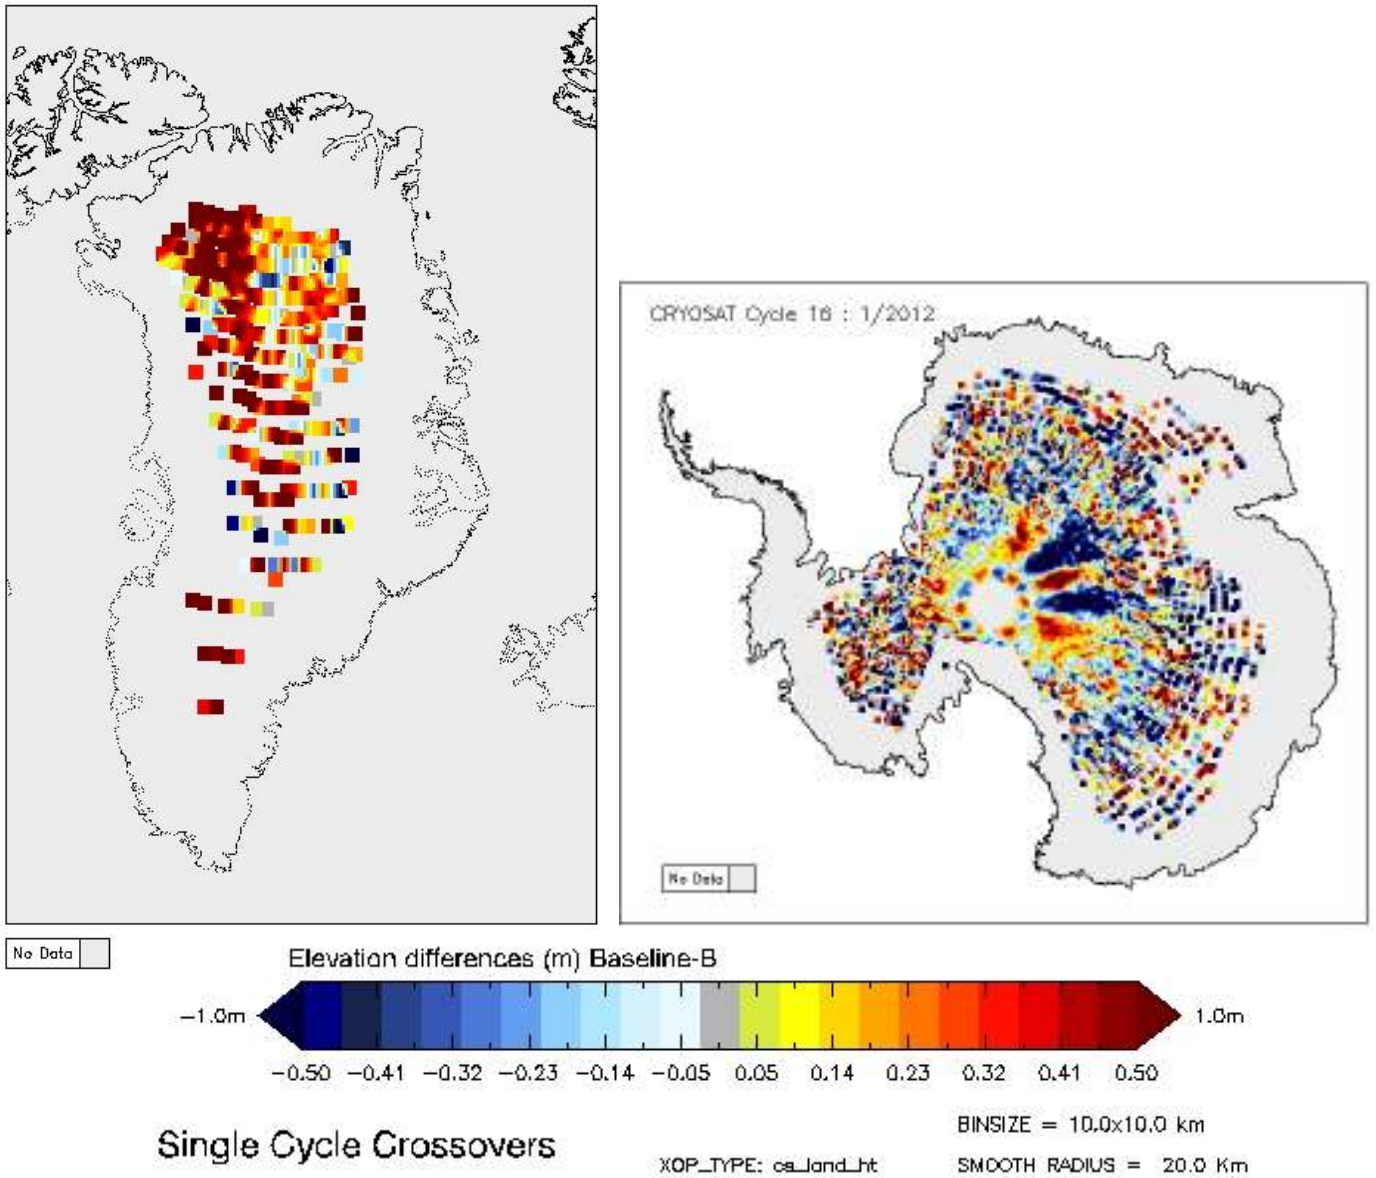 CRYOSAT Cycle 16 : 1/2012
No Data
No Data
Elevation differences (m) Baseline-B
−1.0m
1.0m
−0.50 −0.41 −0.32 −0.23 −0.14 −0.05 0.05 0.14 0.23 0.32 0.41 0.50
Single Cycle Crossovers
BINSIZE = 10.0x10.0 km
XOP_TYPE: cs_land_ht
SMOOTH RADIUS = 20.0 Km